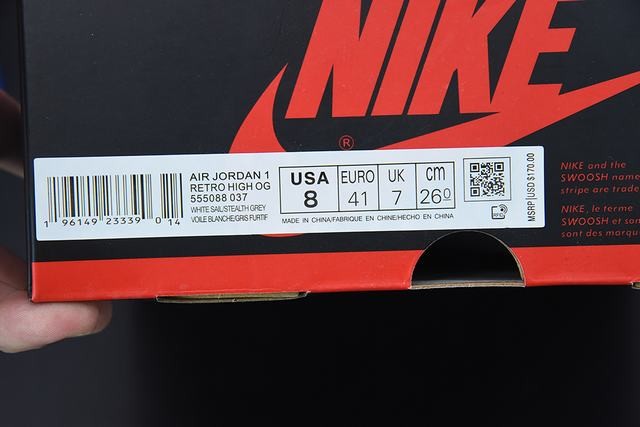 NIKE
®
AIR JORDAN 1
RETRO HIGH OG
555088 037
WHITE SAIL/STEALTH GREY
VOILE BLANCHE/GRIS FURTIF
1 96149 23339 0 14
USA EURO UK cm
8 41 7 26⁰
MADE IN CHINA/FABRIQUE EN CHINE/HECHO EN CHINA
RFID
MSRP USD $170.00
NIKE and the
SWOOSH name
stripe are trade
NIKE, le terme
SWOOSH et son
sont des marqu